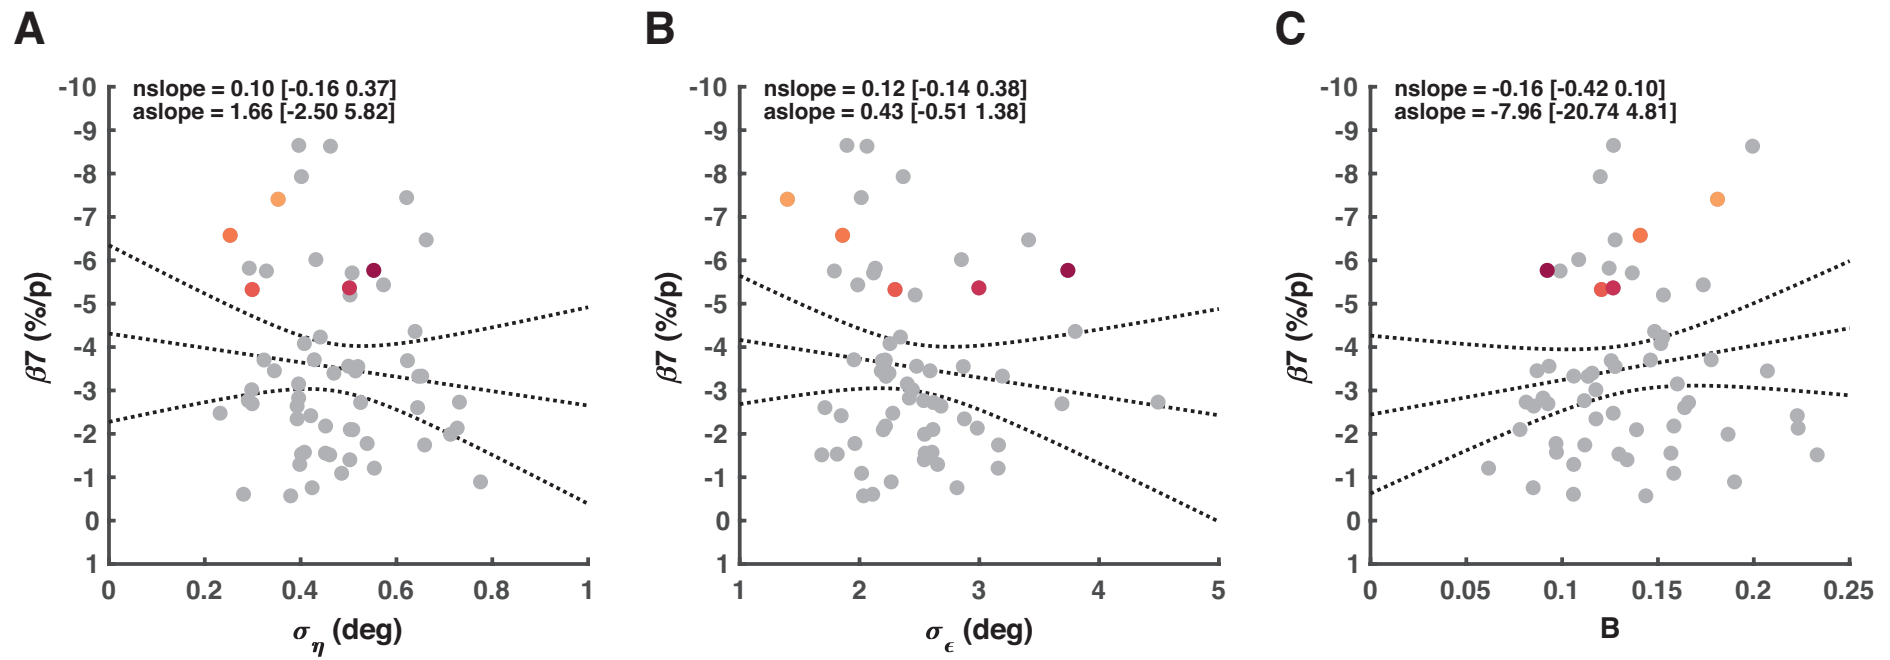 A
nslope = 0.10 [-0.16 0.37]
aslope = 1.66 [-2.50 5.82]
-10
-9
-8
-7
-6
-5
-4
-3
-2
-1
0
1
β7 (%/p)
0 0.2 0.4 0.6 0.8 1
ση (deg)
B
nslope = 0.12 [-0.14 0.38]
aslope = 0.43 [-0.51 1.38]
-10
-9
-8
-7
-6
-5
-4
-3
-2
-1
0
1
β7 (%/p)
1 2 3 4 5
σϵ (deg)
C
nslope = -0.16 [-0.42 0.10]
aslope = -7.96 [-20.74 4.81]
-10
-9
-8
-7
-6
-5
-4
-3
-2
-1
0
1
β7 (%/p)
0 0.05 0.1 0.15 0.2 0.25
B